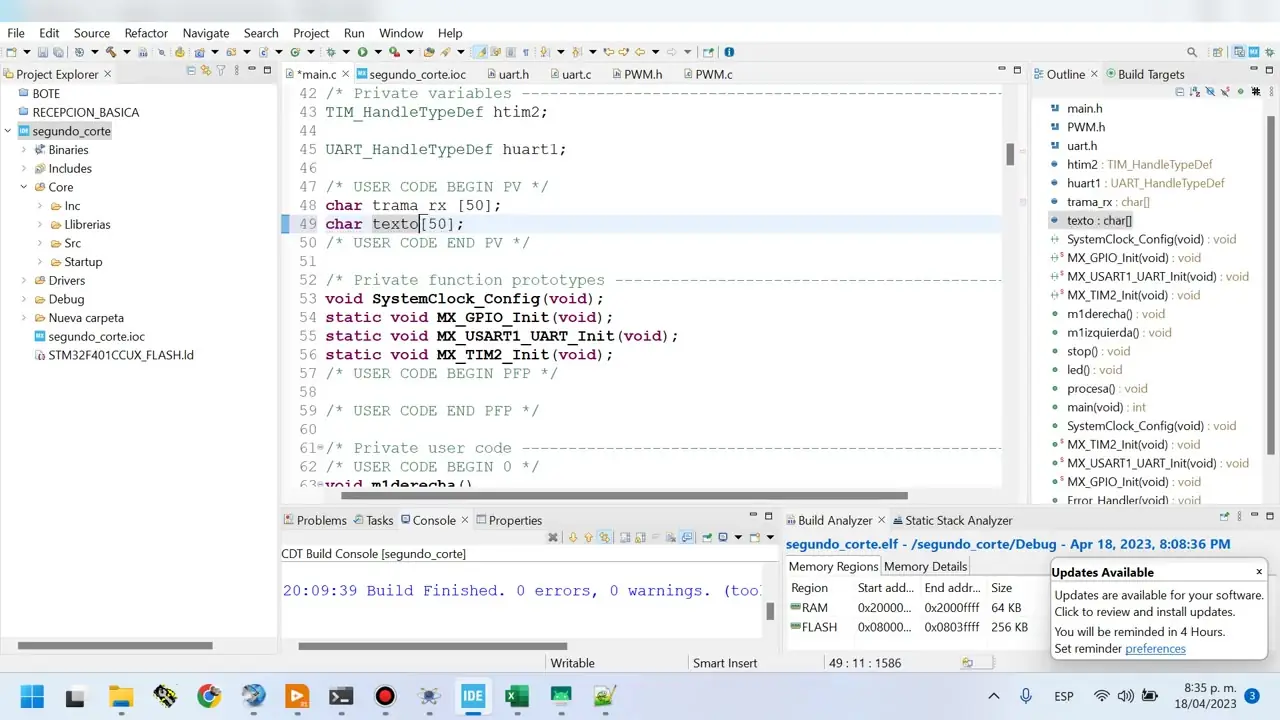 File Edit Source Refactor Navigate Search Project Run Window Help
Project Explorer
BOTE
RECEPCION_BASICA
segundo_corte
Binaries
Includes
Core
Inc
Llibrerias
Src
Startup
Drivers
Debug
Nueva carpeta
segundo_corte.ioc
STM32F401CCUX_FLASH.ld
*main.c segundo_corte.ioc uart.h uart.c PWM.h PWM.c
42 /* Private variables ---------------------------------------------------
43 TIM_HandleTypeDef htim2;
44
45 UART_HandleTypeDef huart1;
46
47 /* USER CODE BEGIN PV */
48 char trama_rx [50];
49 char texto[50];
50 /* USER CODE END PV */
51
52 /* Private function prototypes -----------------------------------------
53 void SystemClock_Config(void);
54 static void MX_GPIO_Init(void);
55 static void MX_USART1_UART_Init(void);
56 static void MX_TIM2_Init(void);
57 /* USER CODE BEGIN PFP */
58
59 /* USER CODE END PFP */
60
61 /* Private user code ---------------------------------------------------
62 /* USER CODE BEGIN 0 */
63 void m1derecha()
Outline Build Targets
main.h
PWM.h
uart.h
htim2 : TIM_HandleTypeDef
huart1 : UART_HandleTypeDef
trama_rx : char[]
texto : char[]
SystemClock_Config(void) : void
MX_GPIO_Init(void) : void
MX_USART1_UART_Init(void) : void
MX_TIM2_Init(void) : void
m1derecha() : void
m1izquierda() : void
stop() : void
led() : void
procesa() : void
main(void) : int
SystemClock_Config(void) : void
MX_TIM2_Init(void) : void
MX_USART1_UART_Init(void) : void
MX_GPIO_Init(void) : void
Error_Handler(void) : void
Problems Tasks Console Properties
CDT Build Console [segundo_corte]
20:09:39 Build Finished. 0 errors, 0 warnings. (too
Build Analyzer Static Stack Analyzer
segundo_corte.elf - /segundo_corte/Debug - Apr 18, 2023, 8:08:36 PM
Memory Regions Memory Details
Region Start add... End addr... Size
RAM 0x20000... 0x2000ffff 64 KB
FLASH 0x08000... 0x0803ffff 256 KB
Updates Available
Updates are available for your software.
Click to review and install updates.
You will be reminded in 4 Hours.
Set reminder preferences
Writable Smart Insert 49 : 11 : 1586
IDE
ESP
8:35 p. m.
18/04/2023
3